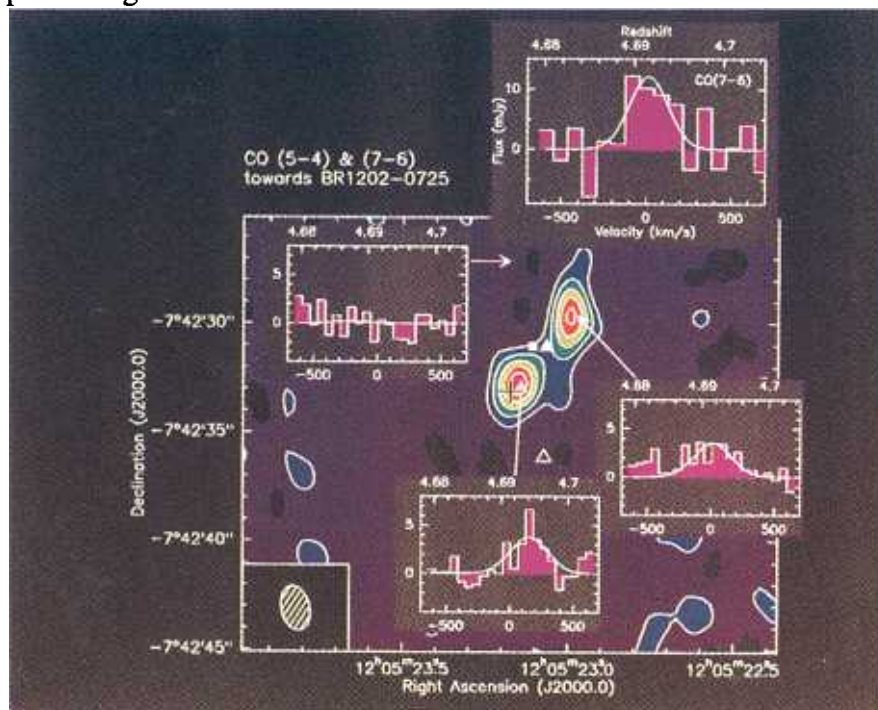 Redshift
4.68 4.69 4.7
CO(7-6)
10
0
Flux (mJy)
-500 0 500
Velocity (km/s)
CO (5-4) & (7-6)
towards BR1202-0725
4.68 4.69 4.7
5
0
-500 0 500
-7°42'30"
-7°42'35"
-7°42'40"
-7°42'45"
Declination (J2000.0)
4.68 4.69 4.7
5
0
-500 0 500
4.68 4.69 4.7
5
0
-500 0 500
12ʰ05ᵐ23ˢ.5 12ʰ05ᵐ23ˢ.0 12ʰ05ᵐ22ˢ.5
Right Ascension (J2000.0)